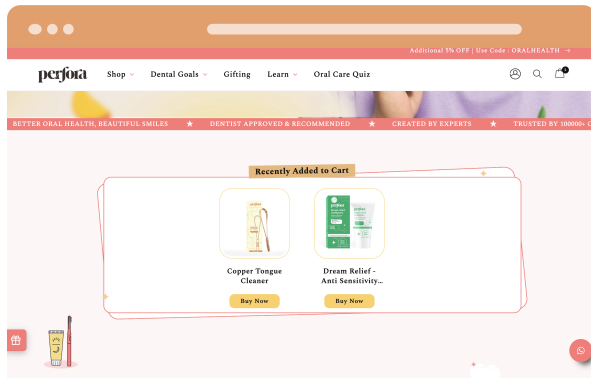 Additional 5% OFF | Use Code : ORALHEALTH →
perfora
Shop
Dental Goals
Gifting
Learn
Oral Care Quiz
BETTER ORAL HEALTH, BEAUTIFUL SMILES ★ DENTIST APPROVED & RECOMMENDED ★ CREATED BY EXPERTS ★ TRUSTED BY 100000+
Recently Added to Cart
perfora
perfora
Copper Tongue
Cleaner
Dream Relief -
Anti Sensitivity...
Buy Now
Buy Now